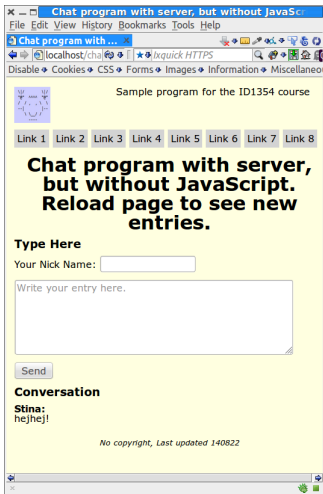 Chat program with server, but without JavaScr
File Edit View History Bookmarks Tools Help
Chat program with ...
localhost/cha
Ixquick HTTPS
Disable Cookies CSS Forms Images Information Miscellaneo
Sample program for the ID1354 course
Link 1 Link 2 Link 3 Link 4 Link 5 Link 6 Link 7 Link 8
Chat program with server,
but without JavaScript.
Reload page to see new
entries.
Type Here
Your Nick Name:
Write your entry here.
Send
Conversation
Stina:
hejhej!
No copyright, Last updated 140822